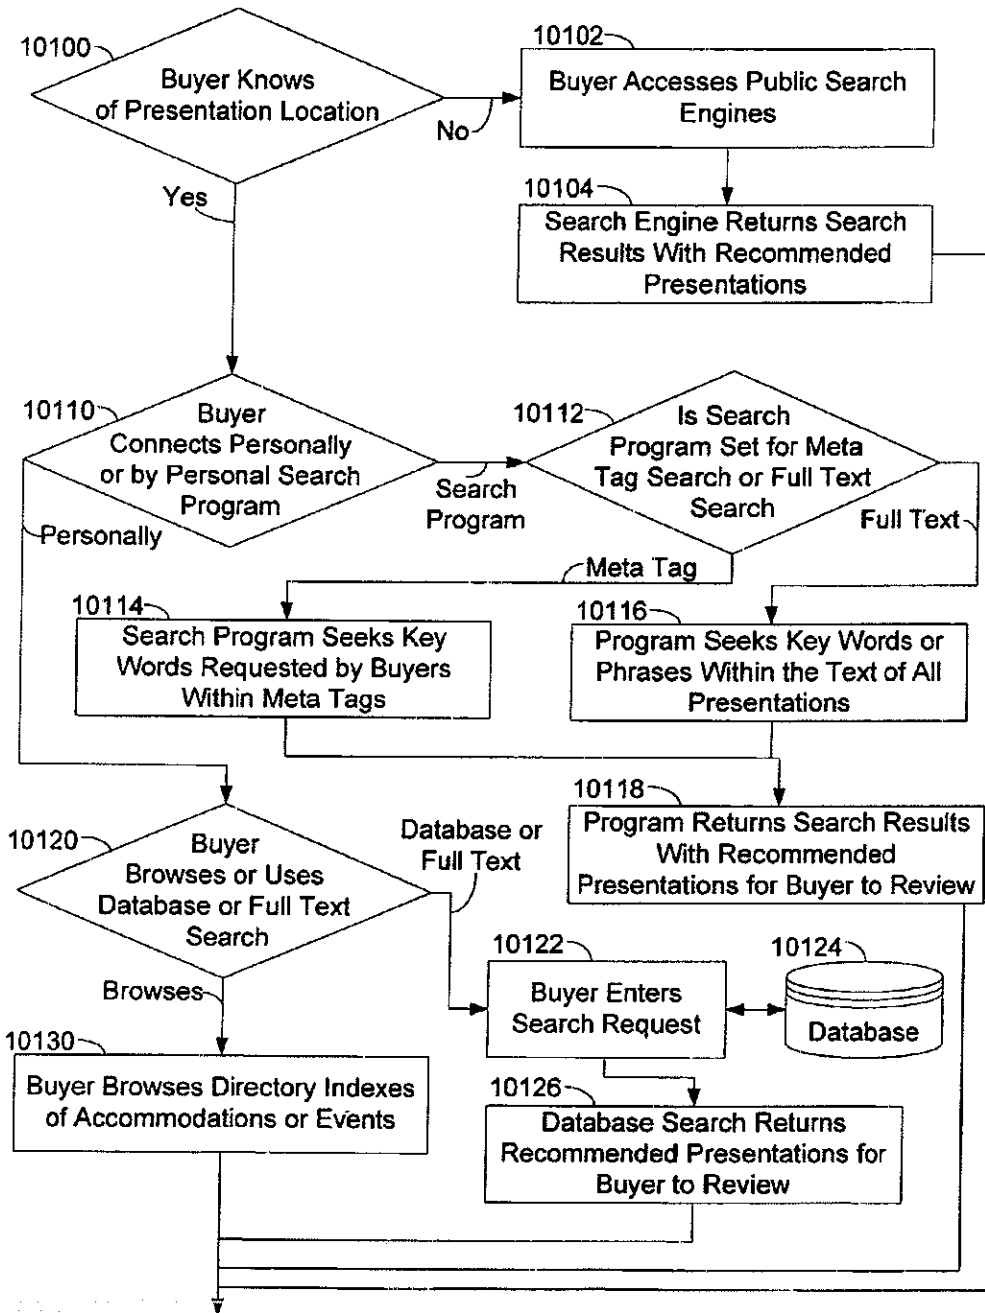 10100
Buyer Knows
of Presentation Location
No
Yes
10102
Buyer Accesses Public Search
Engines
10104
Search Engine Returns Search
Results With Recommended
Presentations
10110
Buyer
Connects Personally
or by Personal Search
Program
Search
Program
Personally
10112
Is Search
Program Set for Meta
Tag Search or Full Text
Search
Full Text
Meta Tag
10114
Search Program Seeks Key
Words Requested by Buyers
Within Meta Tags
10116
Program Seeks Key Words or
Phrases Within the Text of All
Presentations
10118
Program Returns Search Results
With Recommended
Presentations for Buyer to Review
10120
Buyer
Browses or Uses
Database or Full Text
Search
Database or
Full Text
Browses
10122
Buyer Enters
Search Request
10124
Database
10126
Database Search Returns
Recommended Presentations for
Buyer to Review
10130
Buyer Browses Directory Indexes
of Accommodations or Events